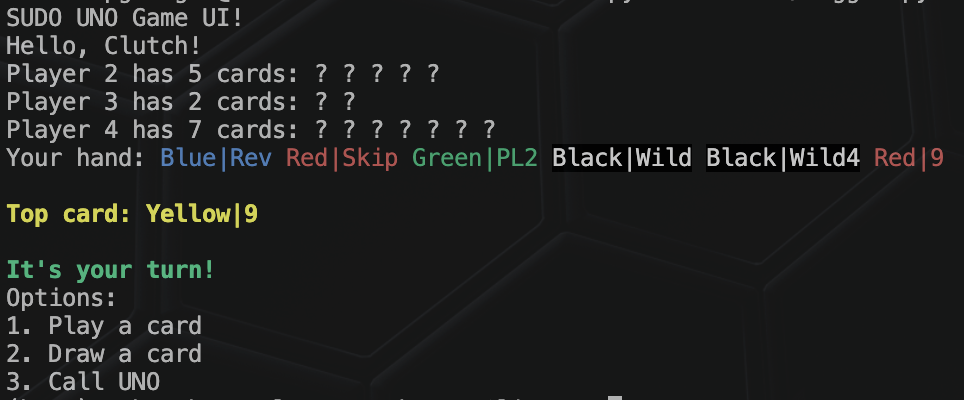 SUDO UNO Game UI!
Hello, Clutch!
Player 2 has 5 cards: ? ? ? ? ?
Player 3 has 2 cards: ? ?
Player 4 has 7 cards: ? ? ? ? ? ? ?
Your hand: Blue|Rev Red|Skip Green|PL2 Black|Wild Black|Wild4 Red|9
Top card: Yellow|9
It's your turn!
Options:
1. Play a card
2. Draw a card
3. Call UNO